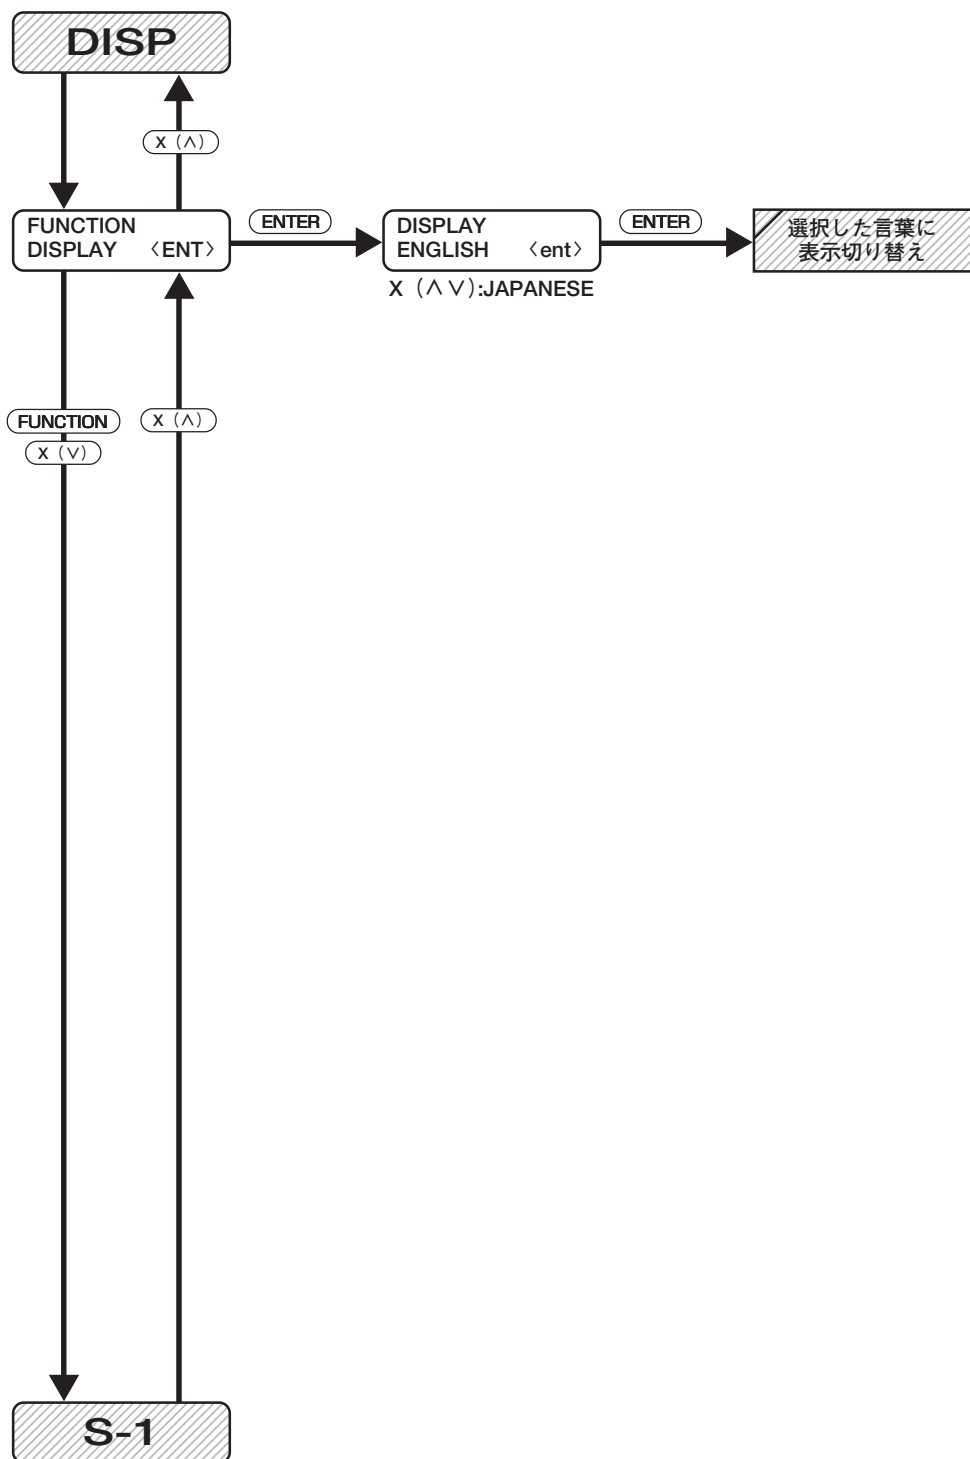 DISP
X (∧)
FUNCTION
DISPLAY 〈ENT〉
ENTER
DISPLAY
ENGLISH 〈ent〉
X (∧∨):JAPANESE
ENTER
選択した言葉に
表示切り替え
FUNCTION
X (∨)
X (∧)
S-1